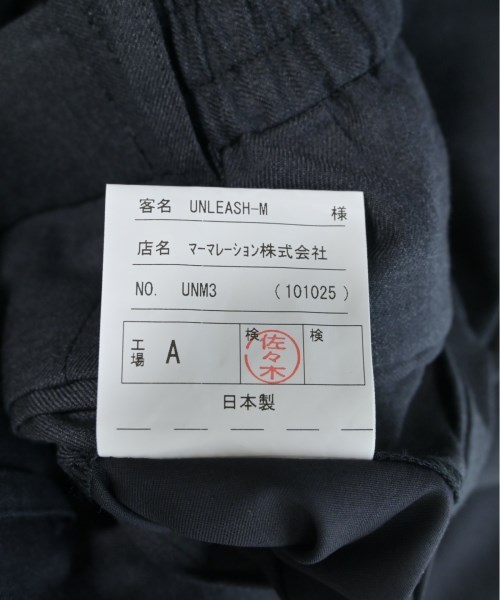 客名 UNLEASH-M 様
店名 ﾏｰﾏﾚｰｼｮﾝ株式会社
NO. UNM3 (101025)
工場 A 検 佐々木 検
日本製